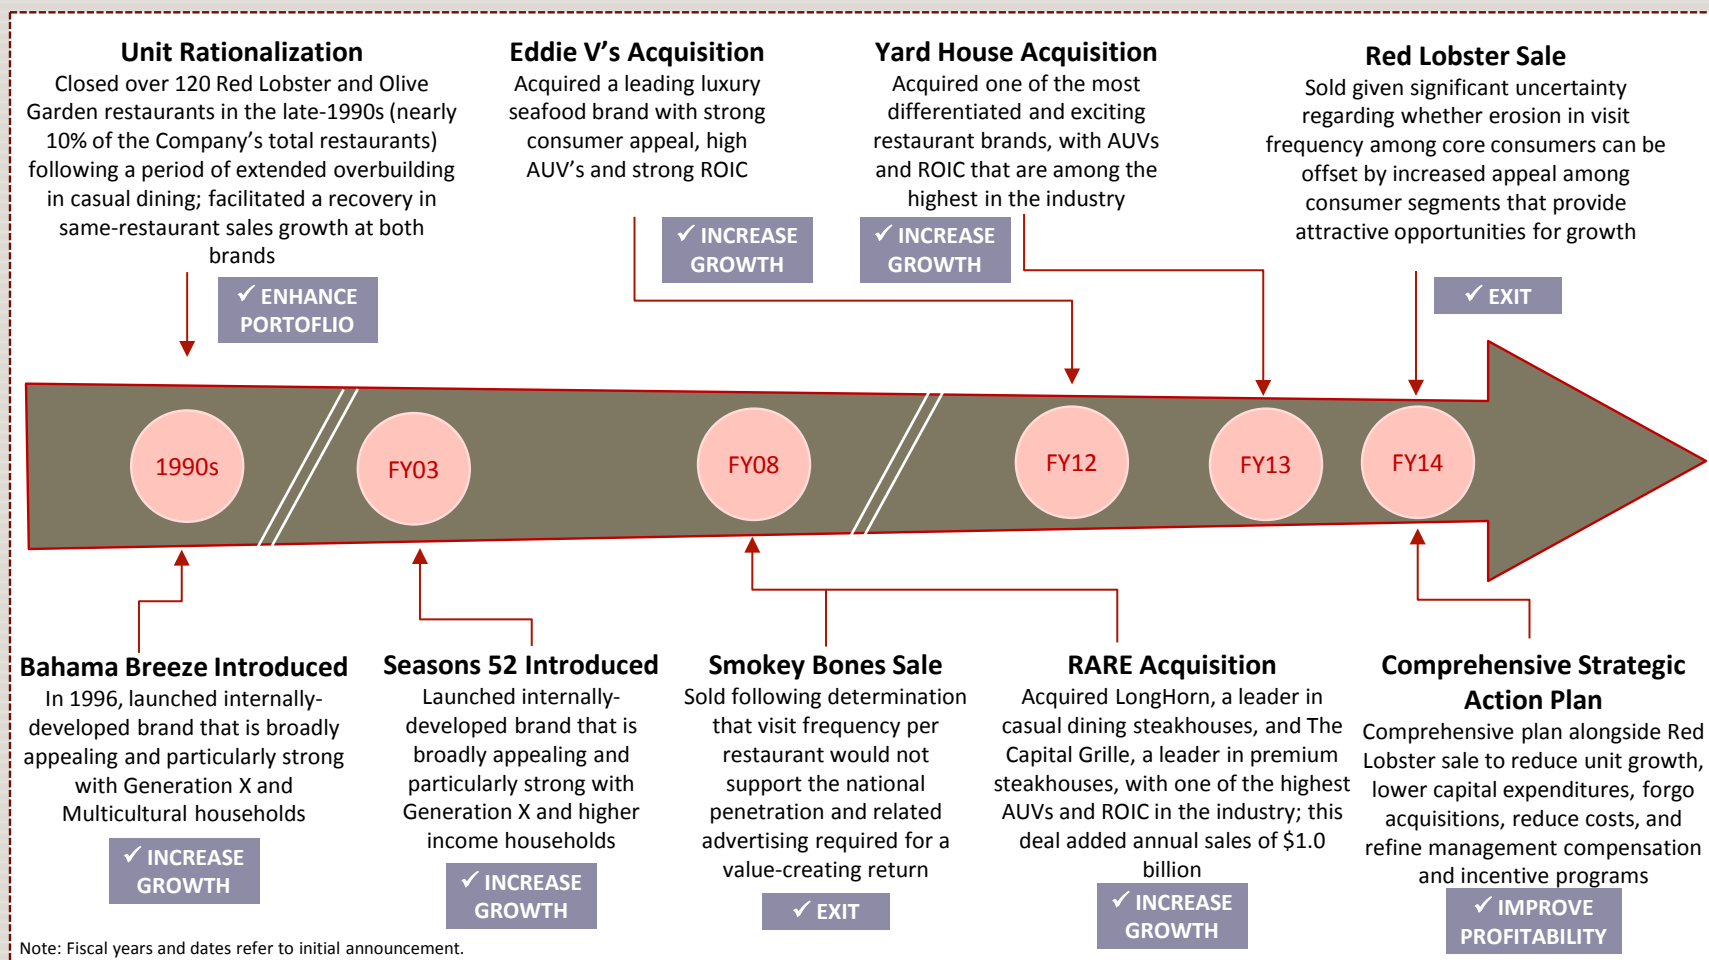 Unit Rationalization
Closed over 120 Red Lobster and Olive
Garden restaurants in the late-1990s (nearly
10% of the Company’s total restaurants)
following a period of extended overbuilding
in casual dining; facilitated a recovery in
same-restaurant sales growth at both
brands
✓ ENHANCE
PORTOFLIO
Eddie V’s Acquisition
Acquired a leading luxury
seafood brand with strong
consumer appeal, high
AUV’s and strong ROIC
✓ INCREASE
GROWTH
Yard House Acquisition
Acquired one of the most
differentiated and exciting
restaurant brands, with AUVs
and ROIC that are among the
highest in the industry
✓ INCREASE
GROWTH
Red Lobster Sale
Sold given significant uncertainty
regarding whether erosion in visit
frequency among core consumers can be
offset by increased appeal among
consumer segments that provide
attractive opportunities for growth
✓ EXIT
1990s
FY03
FY08
FY12
FY13
FY14
Bahama Breeze Introduced
In 1996, launched internally-
developed brand that is broadly
appealing and particularly strong
with Generation X and
Multicultural households
✓ INCREASE
GROWTH
Seasons 52 Introduced
Launched internally-
developed brand that is
broadly appealing and
particularly strong with
Generation X and higher
income households
✓ INCREASE
GROWTH
Smokey Bones Sale
Sold following determination
that visit frequency per
restaurant would not
support the national
penetration and related
advertising required for a
value-creating return
✓ EXIT
RARE Acquisition
Acquired LongHorn, a leader in
casual dining steakhouses, and The
Capital Grille, a leader in premium
steakhouses, with one of the highest
AUVs and ROIC in the industry; this
deal added annual sales of $1.0
billion
✓ INCREASE
GROWTH
Comprehensive Strategic
Action Plan
Comprehensive plan alongside Red
Lobster sale to reduce unit growth,
lower capital expenditures, forgo
acquisitions, reduce costs, and
refine management compensation
and incentive programs
✓ IMPROVE
PROFITABILITY
Note: Fiscal years and dates refer to initial announcement.